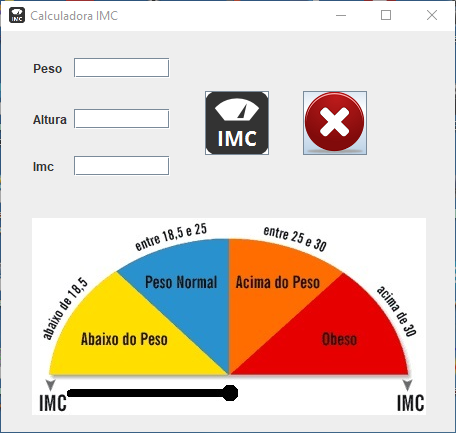 Calculadora IMC
Peso
Altura
IMC
Imc
entre 18,5 e 25
entre 25 e 30
abaixo de 18,5
Peso Normal
Acima do Peso
acima de 30
Abaixo do Peso
Obeso
IMC
IMC